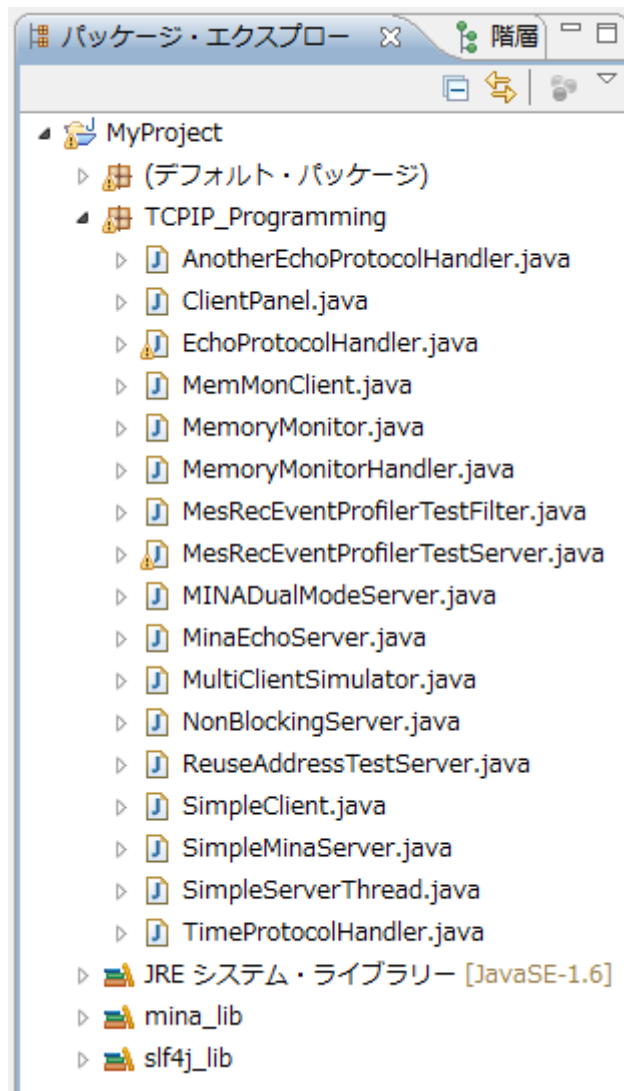 パッケージ・エクスプロー 階層
MyProject
(デフォルト・パッケージ)
TCPIP_Programming
AnotherEchoProtocolHandler.java
ClientPanel.java
EchoProtocolHandler.java
MemMonClient.java
MemoryMonitor.java
MemoryMonitorHandler.java
MesRecEventProfilerTestFilter.java
MesRecEventProfilerTestServer.java
MINADualModeServer.java
MinaEchoServer.java
MultiClientSimulator.java
NonBlockingServer.java
ReuseAddressTestServer.java
SimpleClient.java
SimpleMinaServer.java
SimpleServerThread.java
TimeProtocolHandler.java
JRE システム・ライブラリー [JavaSE-1.6]
mina_lib
slf4j_lib